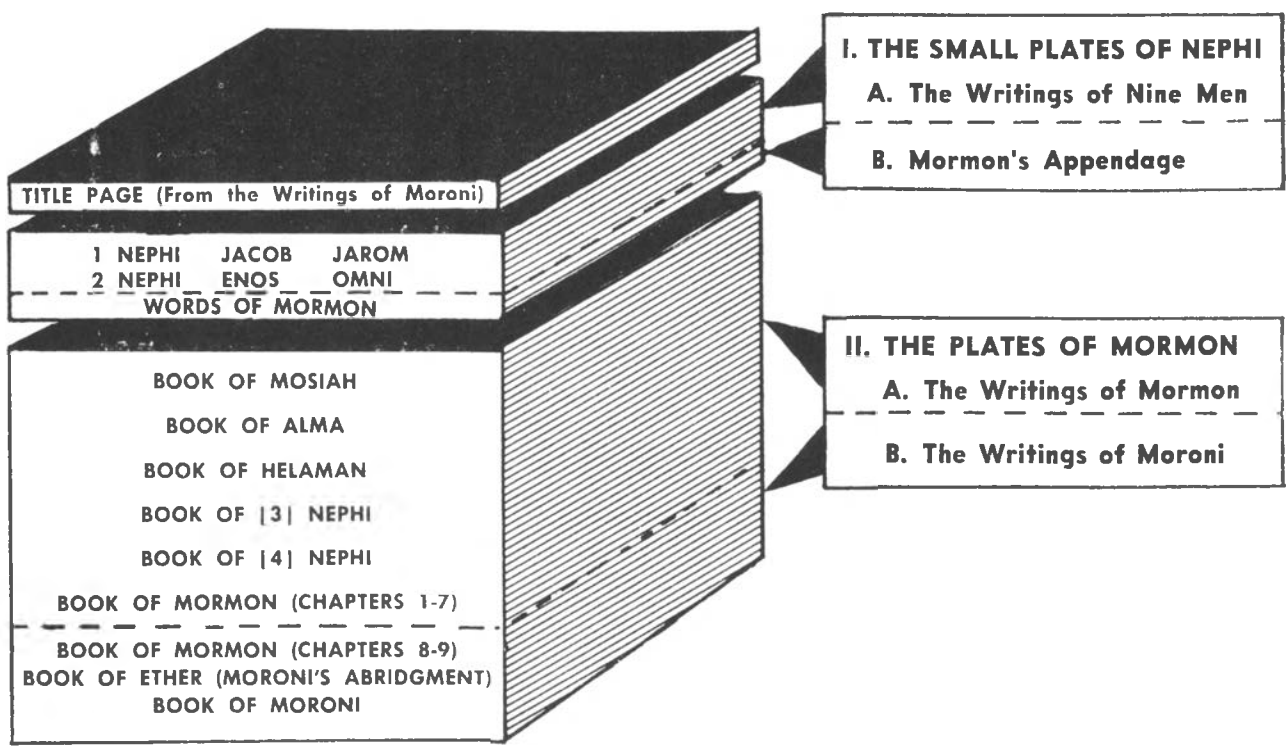 TITLE PAGE (From the Writings of Moroni)
1 NEPHI JACOB JAROM
2 NEPHI ENOS OMNI
WORDS OF MORMON
BOOK OF MOSIAH
BOOK OF ALMA
BOOK OF HELAMAN
BOOK OF |3| NEPHI
BOOK OF |4| NEPHI
BOOK OF MORMON (CHAPTERS 1-7)
BOOK OF MORMON (CHAPTERS 8-9)
BOOK OF ETHER (MORONI'S ABRIDGMENT)
BOOK OF MORONI
I. THE SMALL PLATES OF NEPHI
A. The Writings of Nine Men
B. Mormon's Appendage
II. THE PLATES OF MORMON
A. The Writings of Mormon
B. The Writings of Moroni